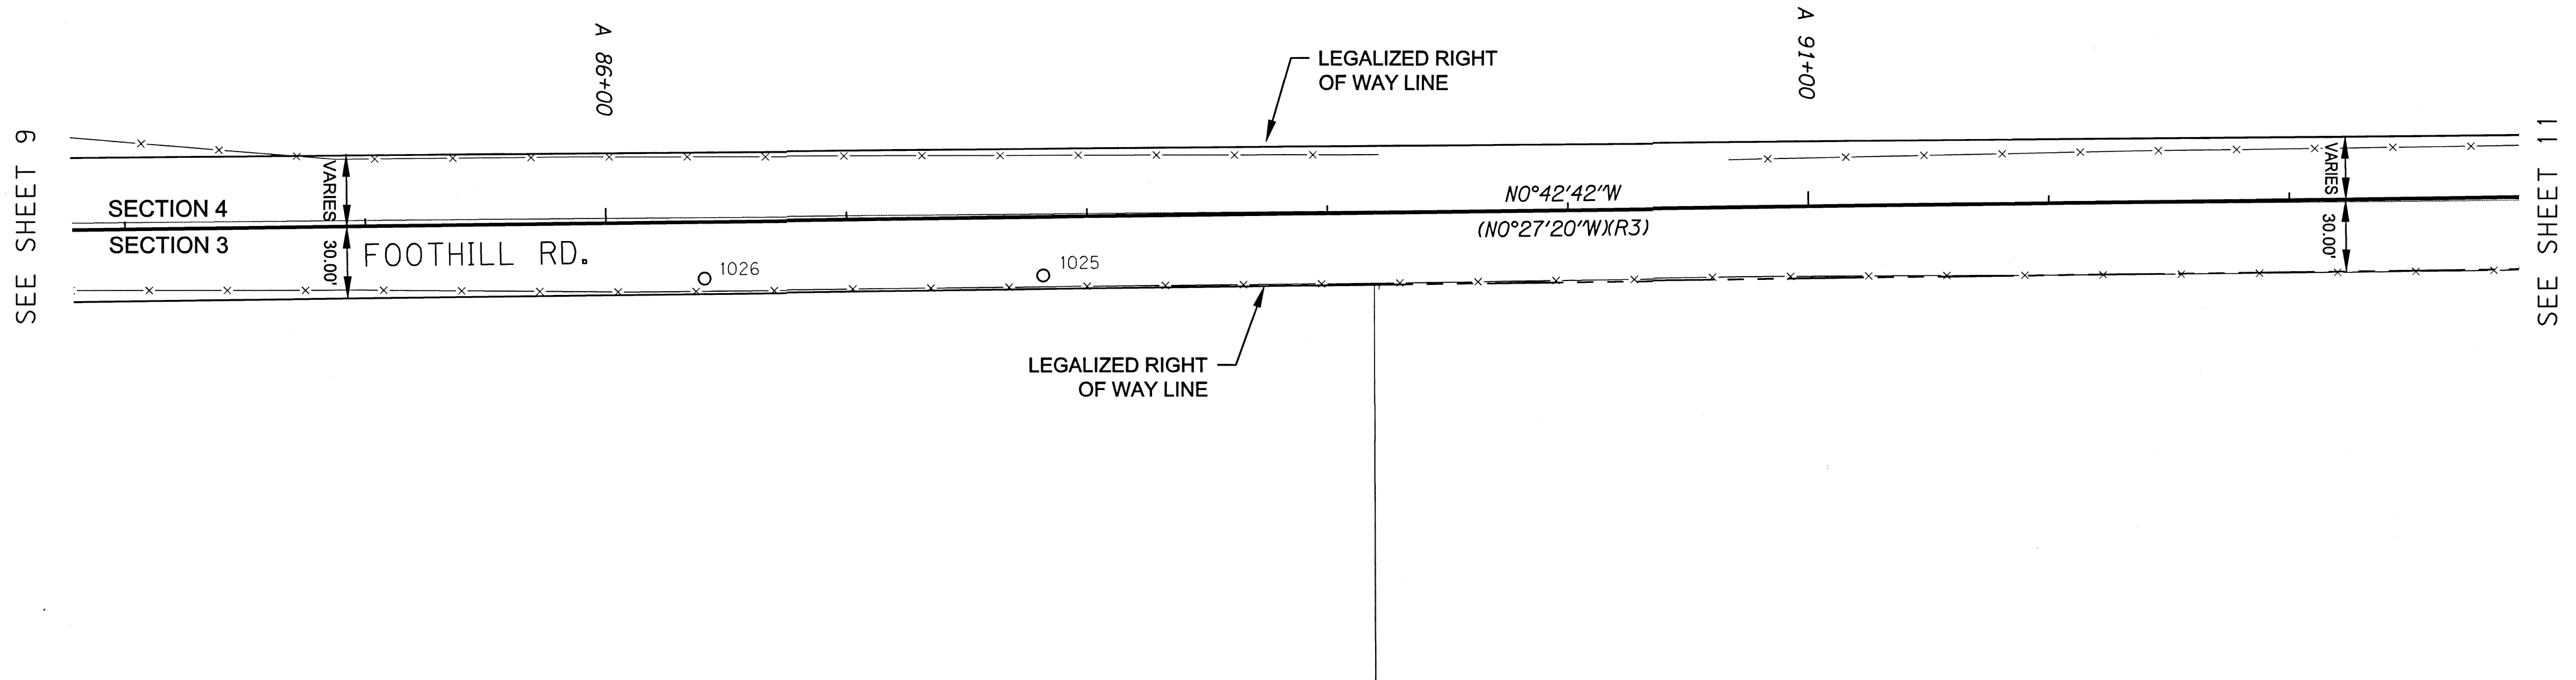 A 86+00
A 91+00
LEGALIZED RIGHT
OF WAY LINE
SEE SHEET 9
SEE SHEET 11
VARIES
VARIES
N0°42'42"W
SECTION 4
(N0°27'20"W)(R3)
SECTION 3
30.00'
30.00'
FOOTHILL RD.
1026
1025
LEGALIZED RIGHT
OF WAY LINE